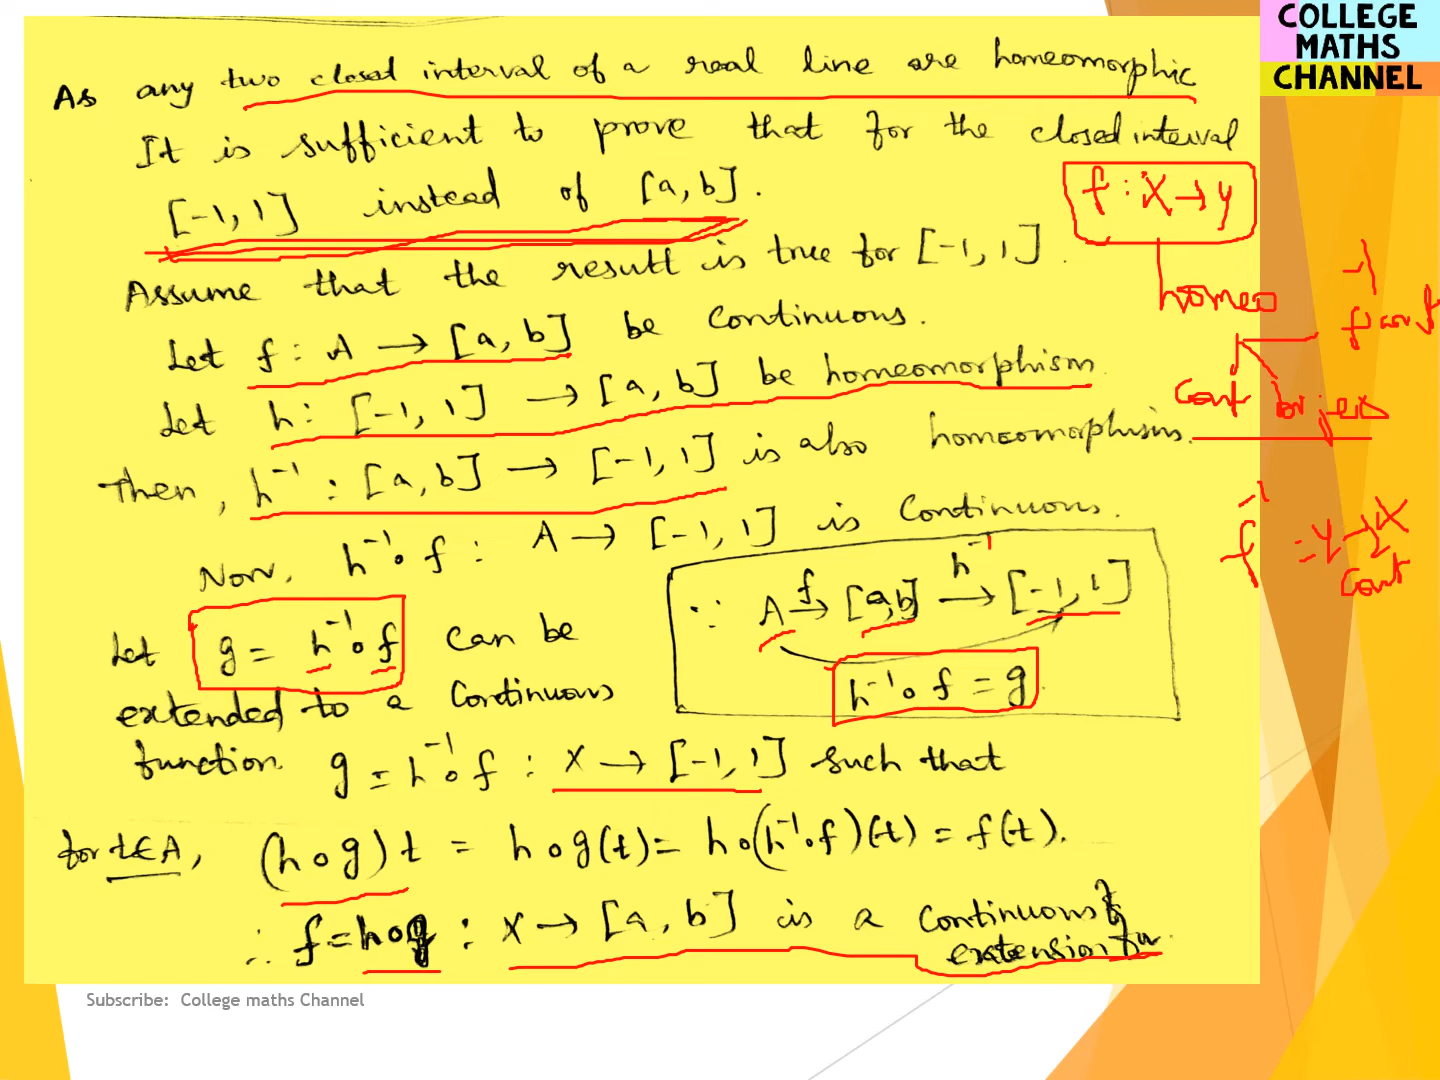 COLLEGE
MATHS
CHANNEL
As any two closed interval of a real line are homeomorphic
It is sufficient to prove that for the closed interval
[-1, 1] instead of [a, b].
f : X → Y
Assume that the result is true for [-1, 1].
homeo
Let f : A → [a, b] be continuous.
Let h : [-1, 1] → [a, b] be homeomorphism
Cont
Then, h⁻¹ : [a, b] → [-1, 1] is also homeomorphism.
Now, h⁻¹∘f : A → [-1, 1] is continuous.
f⁻¹ : Y → X
Cont
∵ A f→ [a,b] h⁻¹→ [-1, 1]
h⁻¹∘f = g
Let g = h⁻¹∘f can be
extended to a continuous
function g = h⁻¹∘f : X → [-1, 1] such that
for t∈A, (h∘g)t = h∘g(t) = h∘(h⁻¹∘f)(t) = f(t).
∴ f = h∘g : X → [a, b] is a continuous
extension
Subscribe: College maths Channel